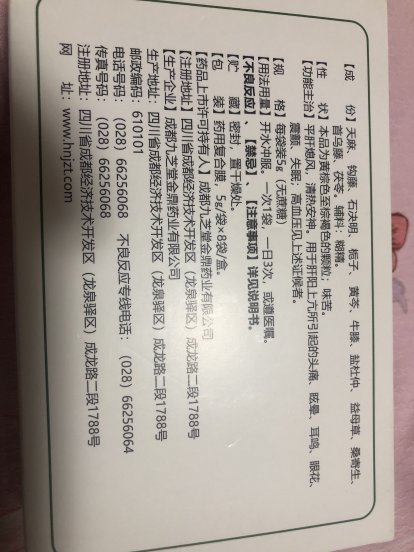 【成　　份】天麻、钩藤、石决明、栀子、黄芩、牛膝、盐杜仲、益母草、桑寄生、
首乌藤、茯苓。辅料：糊精。
【性　　状】本品为黄棕色至棕褐色的颗粒；味苦。
【功能主治】平肝熄风，清热安神。用于肝阳上亢所引起的头痛、眩晕、耳鸣、眼花、
震颤、失眠；高血压见上述证候者。
【规　　格】每袋装5g（无蔗糖）
【用法用量】开水冲服。一次1袋，一日3次，或遵医嘱。
【不良反应】、【禁忌】、【注意事项】详见说明书。
【贮　　藏】密封，置干燥处。
【包　　装】药用复合膜，5g/袋×8袋/盒。
【药品上市许可持有人】成都九芝堂金鼎药业有限公司
【注册地址】四川省成都经济技术开发区（龙泉驿区）成龙路二段1788号
【生产企业】成都九芝堂金鼎药业有限公司
生产地址：四川省成都经济技术开发区（龙泉驿区）成龙路二段1788号
邮政编码：610101
电话号码：（028）66256068　不良反应专线电话：（028）66256064
传真号码：（028）66256068
注册地址：四川省成都经济技术开发区（龙泉驿区）成龙路二段1788号
网　　址：www.hnjzt.com